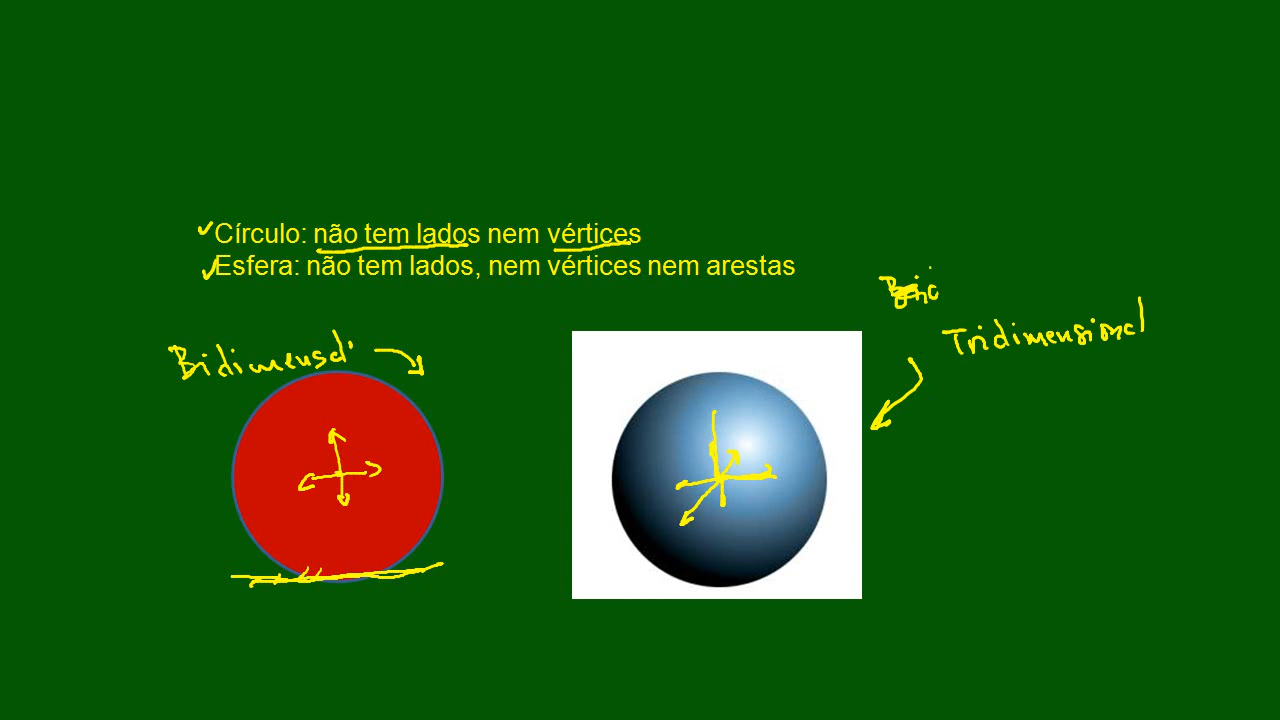 Círculo: não tem lados nem vértices
Esfera: não tem lados, nem vértices nem arestas
Tridimensional